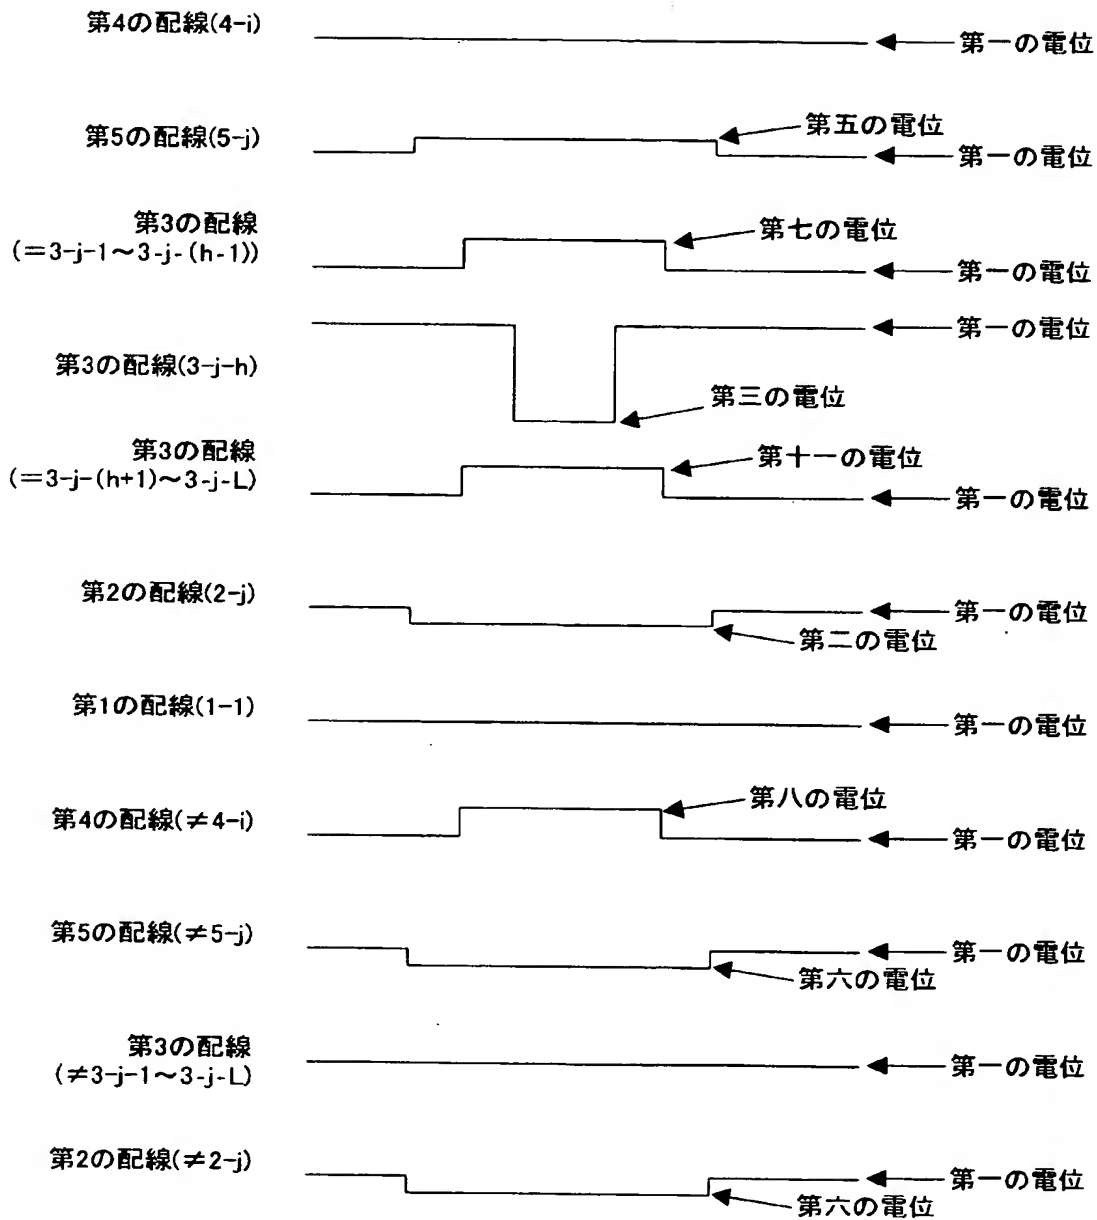 第4の配線(4-i)
第一の電位
第5の配線(5-j)
第五の電位
第一の電位
第3の配線
(＝3-j-1～3-j-(h-1))
第七の電位
第一の電位
第一の電位
第3の配線(3-j-h)
第三の電位
第3の配線
(＝3-j-(h+1)～3-j-L)
第十一の電位
第一の電位
第2の配線(2-j)
第一の電位
第二の電位
第1の配線(1-1)
第一の電位
第4の配線(≠4-i)
第八の電位
第一の電位
第5の配線(≠5-j)
第一の電位
第六の電位
第3の配線
(≠3-j-1～3-j-L)
第一の電位
第2の配線(≠2-j)
第一の電位
第六の電位